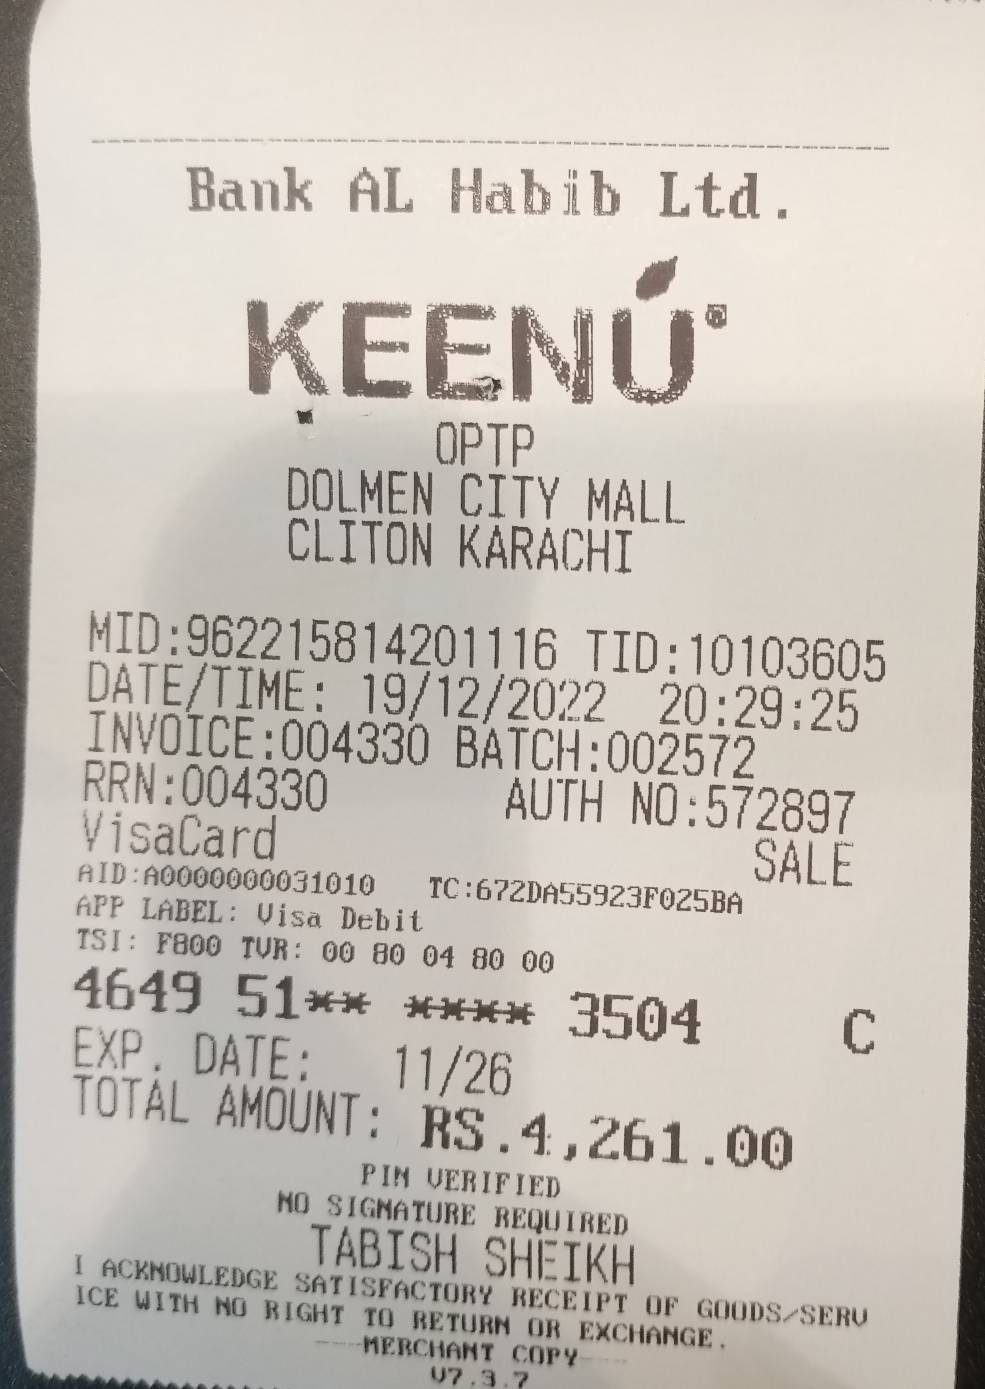 Bank AL Habib Ltd.
KEENÚ®
OPTP
DOLMEN CITY MALL
CLITON KARACHI
MID:962215814201116 TID:10103605
DATE/TIME: 19/12/2022 20:29:25
INVOICE:004330 BATCH:002572
RRN:004330 AUTH NO:572897
VisaCard SALE
AID:A0000000031010 TC:672DA55923F025BA
APP LABEL: Visa Debit
TSI: F800 TVR: 00 80 04 80 00
4649 51** **** 3504 C
EXP. DATE: 11/26
TOTAL AMOUNT: RS.4,261.00
PIN VERIFIED
NO SIGNATURE REQUIRED
TABISH SHEIKH
I ACKNOWLEDGE SATISFACTORY RECEIPT OF GOODS/SERV
ICE WITH NO RIGHT TO RETURN OR EXCHANGE.
----MERCHANT COPY----
V7.3.7